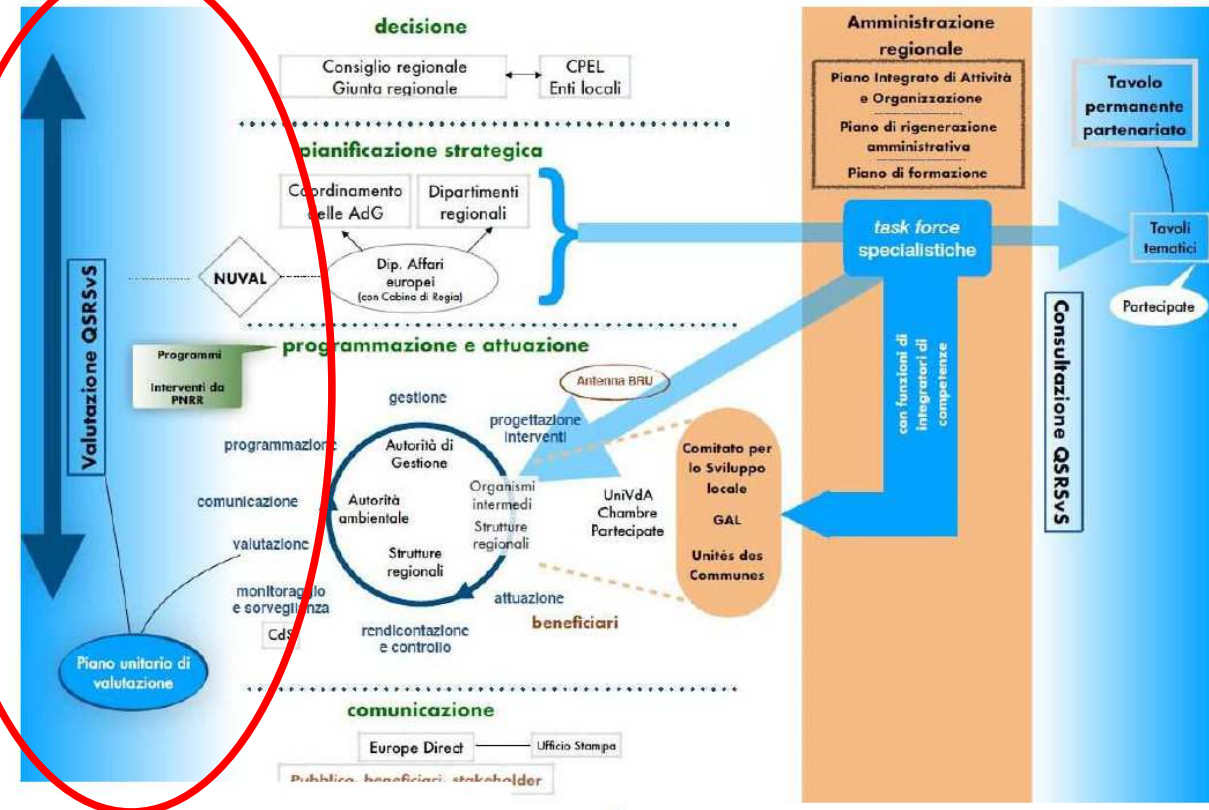 decisione
Consiglio regionale
Giunta regionale
CPEL
Enti locali
pianificazione strategica
Coordinamento
delle AdG
Dipartimenti
regionali
NUVAL
Dip. Affari
europei
(con Cabina di Regia)
Valutazione QSRSvS
Programmi
Interventi da
PNRR
programmazione e attuazione
Antenna BRU
gestione
progettazione
interventi
programmazione
comunicazione
valutazione
monitoraggio
e sorveglianza
CdS
rendicontazione
e controllo
attuazione
beneficiari
Autorità di
Gestione
Autorità
ambientale
Organismi
intermedi
Strutture
regionali
Strutture
regionali
UniVdA
Chambre
Partecipate
Comitato per
lo Sviluppo
locale
GAL
Unités des
Communes
Piano unitario di
valutazione
comunicazione
Europe Direct
Ufficio Stampa
Pubblico, beneficiari, stakeholder
Amministrazione
regionale
Piano Integrato di Attività
e Organizzazione
Piano di rigenerazione
amministrativa
Piano di formazione
task force
specialistiche
con funzioni di
integratori di
competenze
Tavolo
permanente
partenariato
Tavoli
tematici
Partecipate
Consultazione QSRSvS